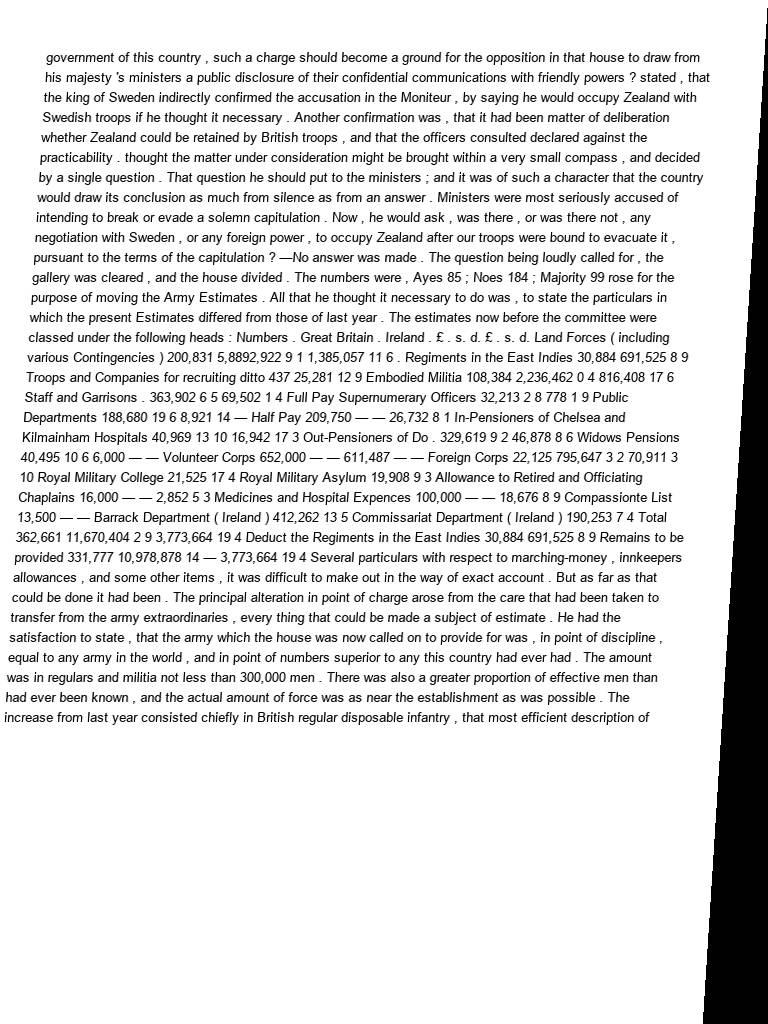 government of this country , such a charge should become a ground for the opposition in that house to draw from
his majesty 's ministers a public disclosure of their confidential communications with friendly powers ? stated , that
the king of Sweden indirectly confirmed the accusation in the Moniteur , by saying he would occupy Zealand with
Swedish troops if he thought it necessary . Another confirmation was , that it had been matter of deliberation
whether Zealand could be retained by British troops , and that the officers consulted declared against the
practicability . thought the matter under consideration might be brought within a very small compass , and decided
by a single question . That question he should put to the ministers ; and it was of such a character that the country
would draw its conclusion as much from silence as from an answer . Ministers were most seriously accused of
intending to break or evade a solemn capitulation . Now , he would ask , was there , or was there not , any
negotiation with Sweden , or any foreign power , to occupy Zealand after our troops were bound to evacuate it ,
pursuant to the terms of the capitulation ? —No answer was made . The question being loudly called for , the
gallery was cleared , and the house divided . The numbers were , Ayes 85 ; Noes 184 ; Majority 99 rose for the
purpose of moving the Army Estimates . All that he thought it necessary to do was , to state the particulars in
which the present Estimates differed from those of last year . The estimates now before the committee were
classed under the following heads : Numbers . Great Britain . Ireland . £ . s. d. £ . s. d. Land Forces ( including
various Contingencies ) 200,831 5,8892,922 9 1 1,385,057 11 6 . Regiments in the East Indies 30,884 691,525 8 9
Troops and Companies for recruiting ditto 437 25,281 12 9 Embodied Militia 108,384 2,236,462 0 4 816,408 17 6
Staff and Garrisons . 363,902 6 5 69,502 1 4 Full Pay Supernumerary Officers 32,213 2 8 778 1 9 Public
Departments 188,680 19 6 8,921 14 — Half Pay 209,750 — — 26,732 8 1 In-Pensioners of Chelsea and
Kilmainham Hospitals 40,969 13 10 16,942 17 3 Out-Pensioners of Do . 329,619 9 2 46,878 8 6 Widows Pensions
40,495 10 6 6,000 — — Volunteer Corps 652,000 — — 611,487 — — Foreign Corps 22,125 795,647 3 2 70,911 3
10 Royal Military College 21,525 17 4 Royal Military Asylum 19,908 9 3 Allowance to Retired and Officiating
Chaplains 16,000 — — 2,852 5 3 Medicines and Hospital Expences 100,000 — — 18,676 8 9 Compassionte List
13,500 — — Barrack Department ( Ireland ) 412,262 13 5 Commissariat Department ( Ireland ) 190,253 7 4 Total
362,661 11,670,404 2 9 3,773,664 19 4 Deduct the Regiments in the East Indies 30,884 691,525 8 9 Remains to be
provided 331,777 10,978,878 14 — 3,773,664 19 4 Several particulars with respect to marching-money , innkeepers
allowances , and some other items , it was difficult to make out in the way of exact account . But as far as that
could be done it had been . The principal alteration in point of charge arose from the care that had been taken to
transfer from the army extraordinaries , every thing that could be made a subject of estimate . He had the
satisfaction to state , that the army which the house was now called on to provide for was , in point of discipline ,
equal to any army in the world , and in point of numbers superior to any this country had ever had . The amount
was in regulars and militia not less than 300,000 men . There was also a greater proportion of effective men than
had ever been known , and the actual amount of force was as near the establishment as was possible . The
increase from last year consisted chiefly in British regular disposable infantry , that most efficient description of